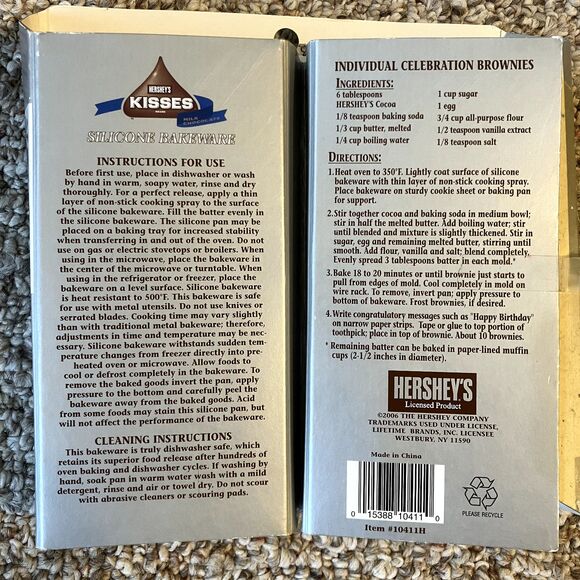 HERSHEY'S
KISSES
BRAND
MILK CHOCOLATE
SILICONE BAKEWARE
INSTRUCTIONS FOR USE
Before first use, place in dishwasher or wash
by hand in warm, soapy water, rinse and dry
thoroughly. For a perfect release, apply a thin
layer of non-stick cooking spray to the surface
of the silicone bakeware. Fill the batter evenly in
the silicone bakeware. The silicone pan may be
placed on a baking tray for increased stability
when transferring in and out of the oven. Do not
use on gas or electric stovetops or broilers. When
using in the microwave, place the bakeware in
the center of the microwave or turntable. When
using in the refrigerator or freezer, place the
bakeware on a level surface. Silicone bakeware
is heat resistant to 500°F. This bakeware is safe
for use with metal utensils. Do not use knives or
serrated blades. Cooking time may vary slightly
than with traditional metal bakeware; therefore,
adjustments in time and temperature may be nec-
essary. Silicone bakeware withstands sudden tem-
perature changes from freezer directly into pre-
heated oven or microwave. Allow foods to
cool or defrost completely in the bakeware. To
remove the baked goods invert the pan, apply
pressure to the bottom and carefully peel the
bakeware away from the baked goods. Acid
from some foods may stain this silicone pan, but
will not affect the performance of the bakeware.
CLEANING INSTRUCTIONS
This bakeware is truly dishwasher safe, which
retains its superior food release after hundreds of
oven baking and dishwasher cycles. If washing by
hand, soak pan in warm water wash with a mild
detergent, rinse and air or towel dry. Do not scour
with abrasive cleaners or scouring pads.
INDIVIDUAL CELEBRATION BROWNIES
INGREDIENTS:
6 tablespoons 1 cup sugar
HERSHEY'S Cocoa 1 egg
1/8 teaspoon baking soda 3/4 cup all-purpose flour
1/3 cup butter, melted 1/2 teaspoon vanilla extract
1/4 cup boiling water 1/8 teaspoon salt
DIRECTIONS:
1. Heat oven to 350°F. Lightly coat surface of silicone
bakeware with thin layer of non-stick cooking spray.
Place bakeware on sturdy cookie sheet or baking pan
for support.
2. Stir together cocoa and baking soda in medium bowl;
stir in half the melted butter. Add boiling water; stir
until blended and mixture is slightly thickened. Stir in
sugar, egg and remaining melted butter, stirring until
smooth. Add flour, vanilla and salt; blend completely.
Evenly spread 3 tablespoons batter in each mold.*
3. Bake 18 to 20 minutes or until brownie just starts to
pull from edges of mold. Cool completely in mold on
wire rack. To remove, invert pan; apply pressure to
bottom of bakeware. Frost brownies, if desired.
4. Write congratulatory messages such as "Happy Birthday"
on narrow paper strips. Tape or glue to top portion of
toothpick; place in top of brownie. About 10 brownies.
* Remaining batter can be baked in paper-lined muffin
cups (2-1/2 inches in diameter).
HERSHEY'S
Licensed Product
©2006 THE HERSHEY COMPANY
TRADEMARKS USED UNDER LICENSE,
LIFETIME BRANDS, INC. LICENSEE
WESTBURY, NY 11590
Made in China
0 15388 10411 0
PLEASE RECYCLE
Item #10411H